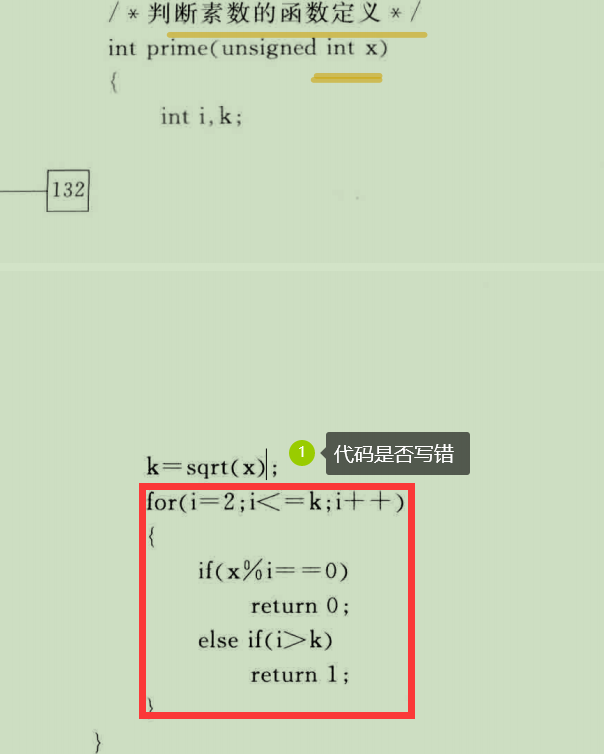 /*判断素数的函数定义*/
int prime(unsigned int x)
{
int i,k;
132
k=sqrt(x);
1 代码是否写错
for(i=2;i<=k;i++)
{
if(x%i==0)
return 0;
else if(i>k)
return 1;
}
}